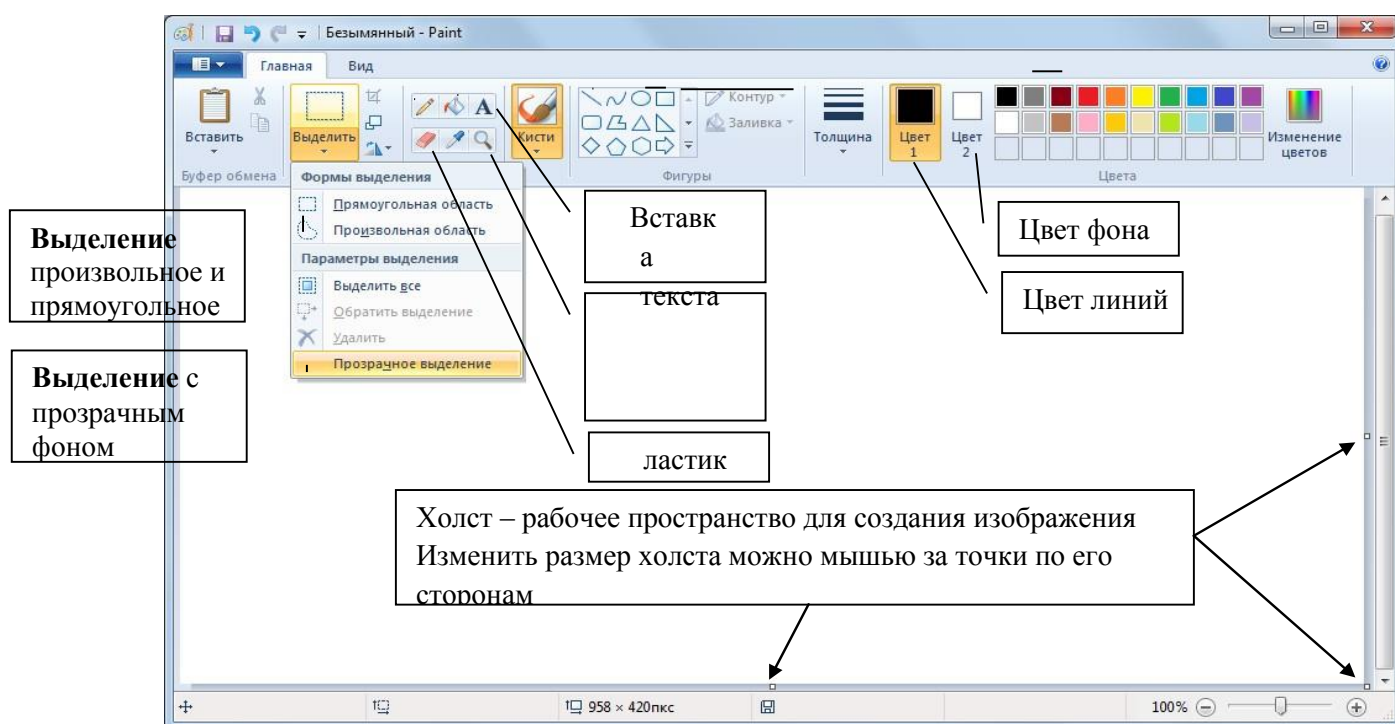 Безымянный - Paint
Главная Вид
Вставить
Выделить
A
Кисти
Контур
Заливка
Толщина
Цвет 1
Цвет 2
Изменение цветов
Буфер обмена
Фигуры
Цвета
Формы выделения
Прямоугольная область
Произвольная область
Параметры выделения
Выделить все
Обратить выделение
Удалить
Прозрачное выделение
Выделение
произвольное и
прямоугольное
Выделение с
прозрачным
фоном
Вставк
а
текста
ластик
Цвет фона
Цвет линий
Холст – рабочее пространство для создания изображения
Изменить размер холста можно мышью за точки по его
сторонам
958 × 420пкс
100%